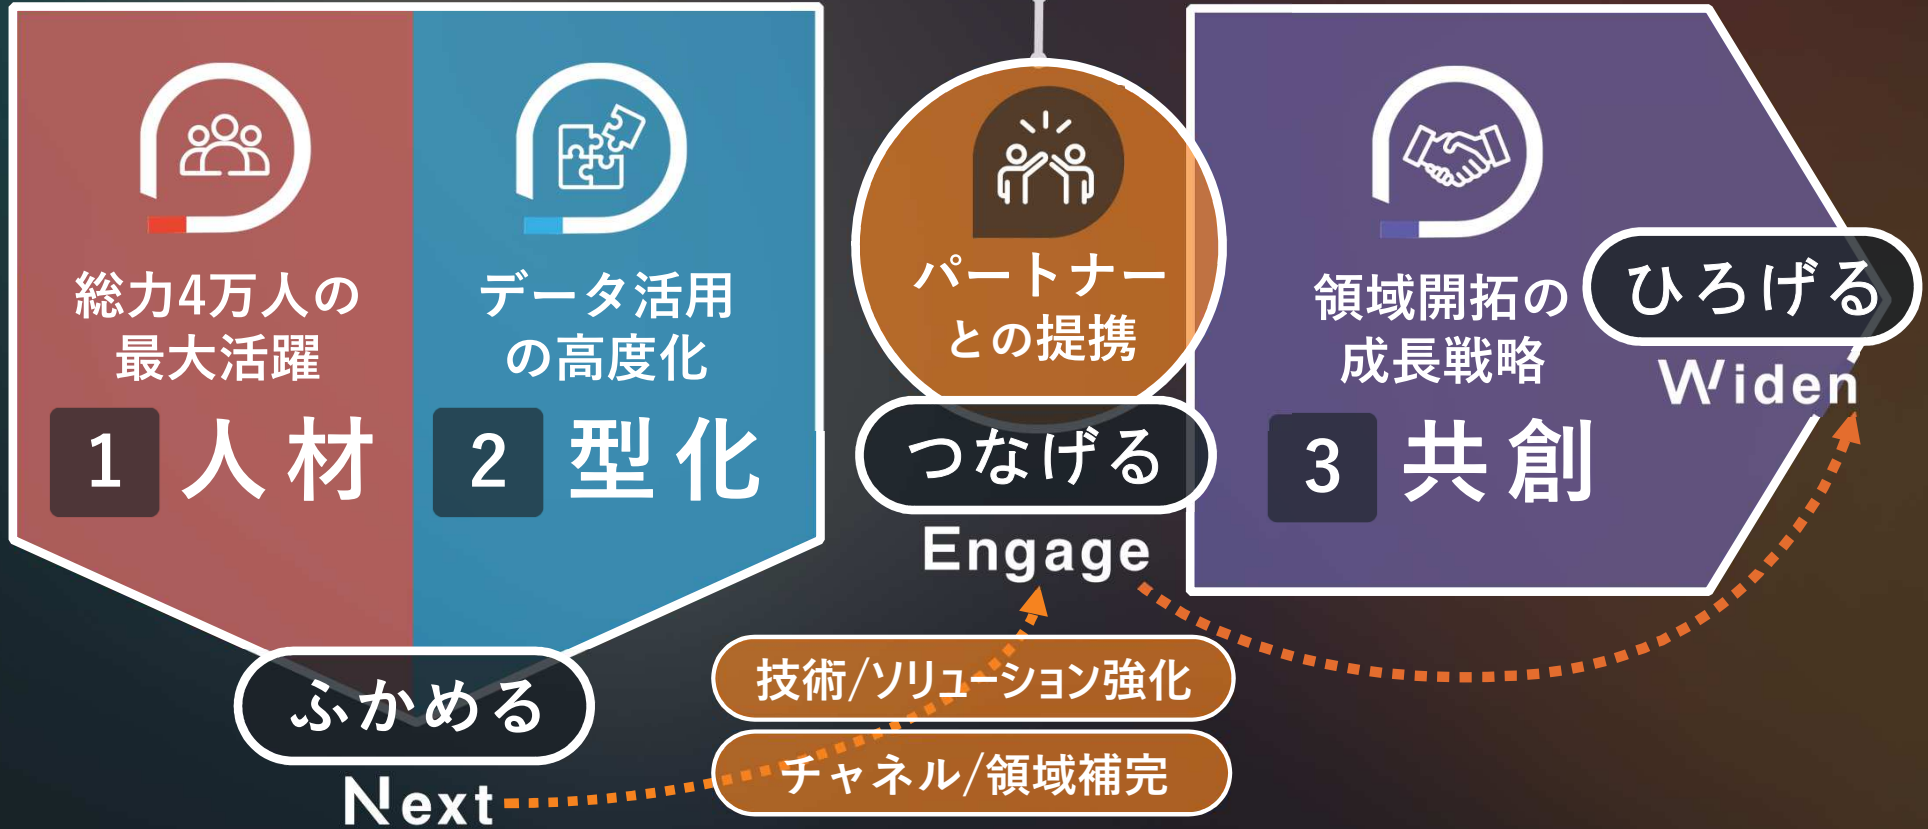 総力4万人の
最大活躍
1 人材
データ活用
の高度化
2 型化
ふかめる
Next
パートナー
との提携
つなげる
Engage
技術/ソリューション強化
チャネル/領域補完
領域開拓の
成長戦略
3 共創
ひろげる
Widen